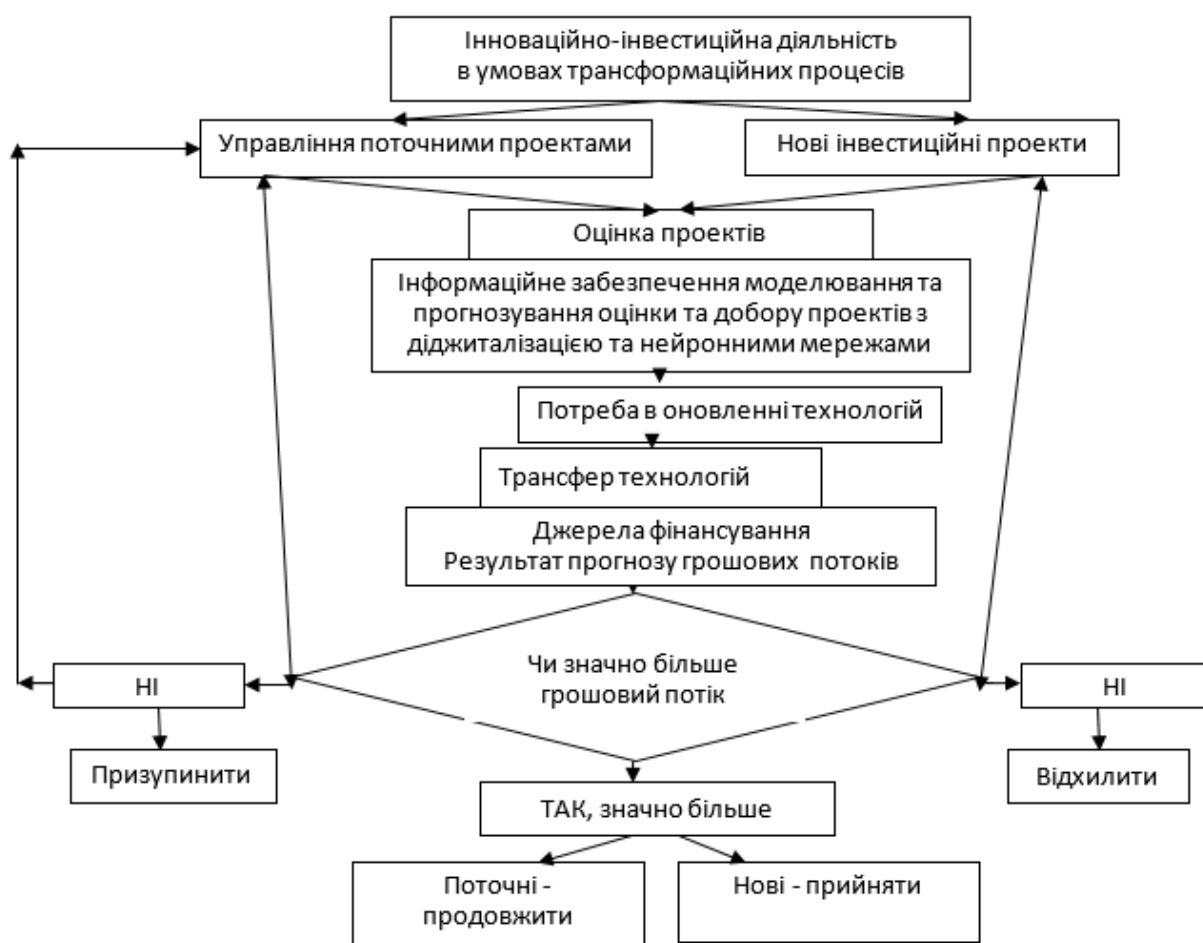 Інноваційно-інвестиційна діяльність
в умовах трансформаційних процесів
Управління поточними проектами
Нові інвестиційні проекти
Оцінка проектів
Інформаційне забезпечення моделювання та
прогнозування оцінки та добору проектів з
діджиталізацією та нейронними мережами
Потреба в оновленні технологій
Трансфер технологій
Джерела фінансування
Результат прогнозу грошових потоків
Чи значно більше
грошовий потік
НІ
НІ
Призупинити
Відхилити
ТАК, значно більше
Поточні -
продовжити
Нові - прийняти